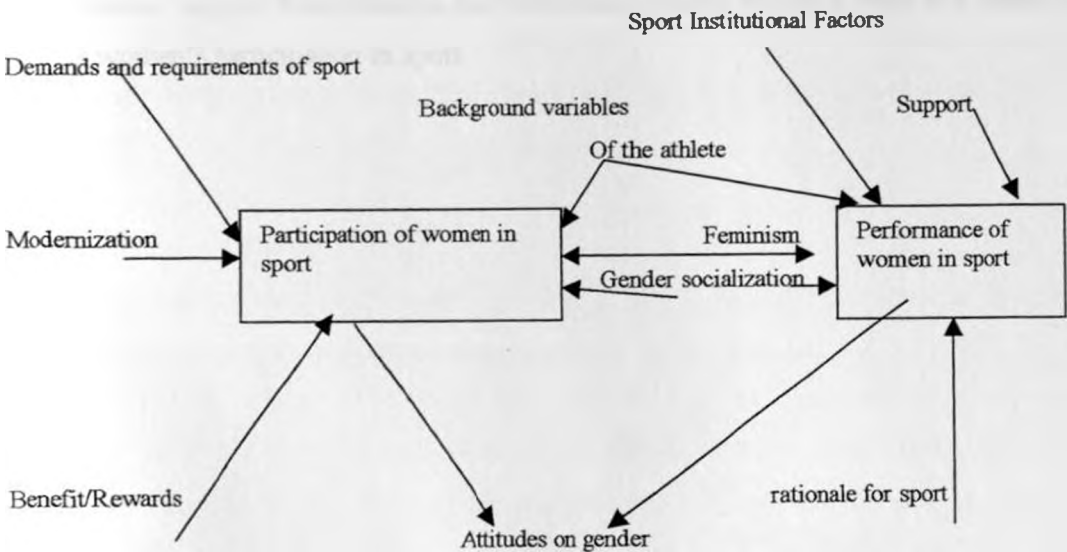 Sport Institutional Factors
Demands and requirements of sport
Background variables
Support
Of the athlete
Modernization
Participation of women in
sport
Feminism
Gender socialization
Performance of
women in sport
Benefit/Rewards
rationale for sport
Attitudes on gender